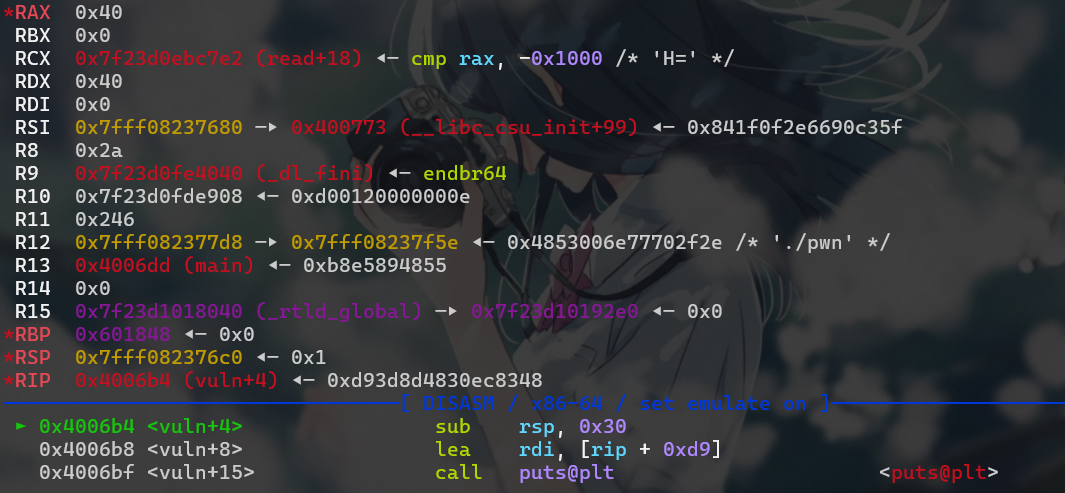 *RAX  0x40
 RBX  0x0
 RCX  0x7f23d0ebc7e2 (read+18) ◂— cmp rax, -0x1000 /* 'H=' */
 RDX  0x40
 RDI  0x0
 RSI  0x7fff08237680 —▸ 0x400773 (__libc_csu_init+99) ◂— 0x841f0f2e6690c35f
 R8   0x2a
 R9   0x7f23d0fe4040 (_dl_fini) ◂— endbr64
 R10  0x7f23d0fde908 ◂— 0xd00120000000e
 R11  0x246
 R12  0x7fff082377d8 —▸ 0x7fff08237f5e ◂— 0x4853006e77702f2e /* './pwn' */
 R13  0x4006dd (main) ◂— 0xb8e5894855
 R14  0x0
 R15  0x7f23d1018040 (_rtld_global) —▸ 0x7f23d10192e0 ◂— 0x0
*RBP  0x601848 ◂— 0x0
*RSP  0x7fff082376c0 ◂— 0x1
*RIP  0x4006b4 (vuln+4) ◂— 0xd93d8d4830ec8348
[ DISASM / x86-64 / set emulate on ]
 ► 0x4006b4 <vuln+4>                sub    rsp, 0x30
   0x4006b8 <vuln+8>                lea    rdi, [rip + 0xd9]
   0x4006bf <vuln+15>               call   puts@plt                      <puts@plt>